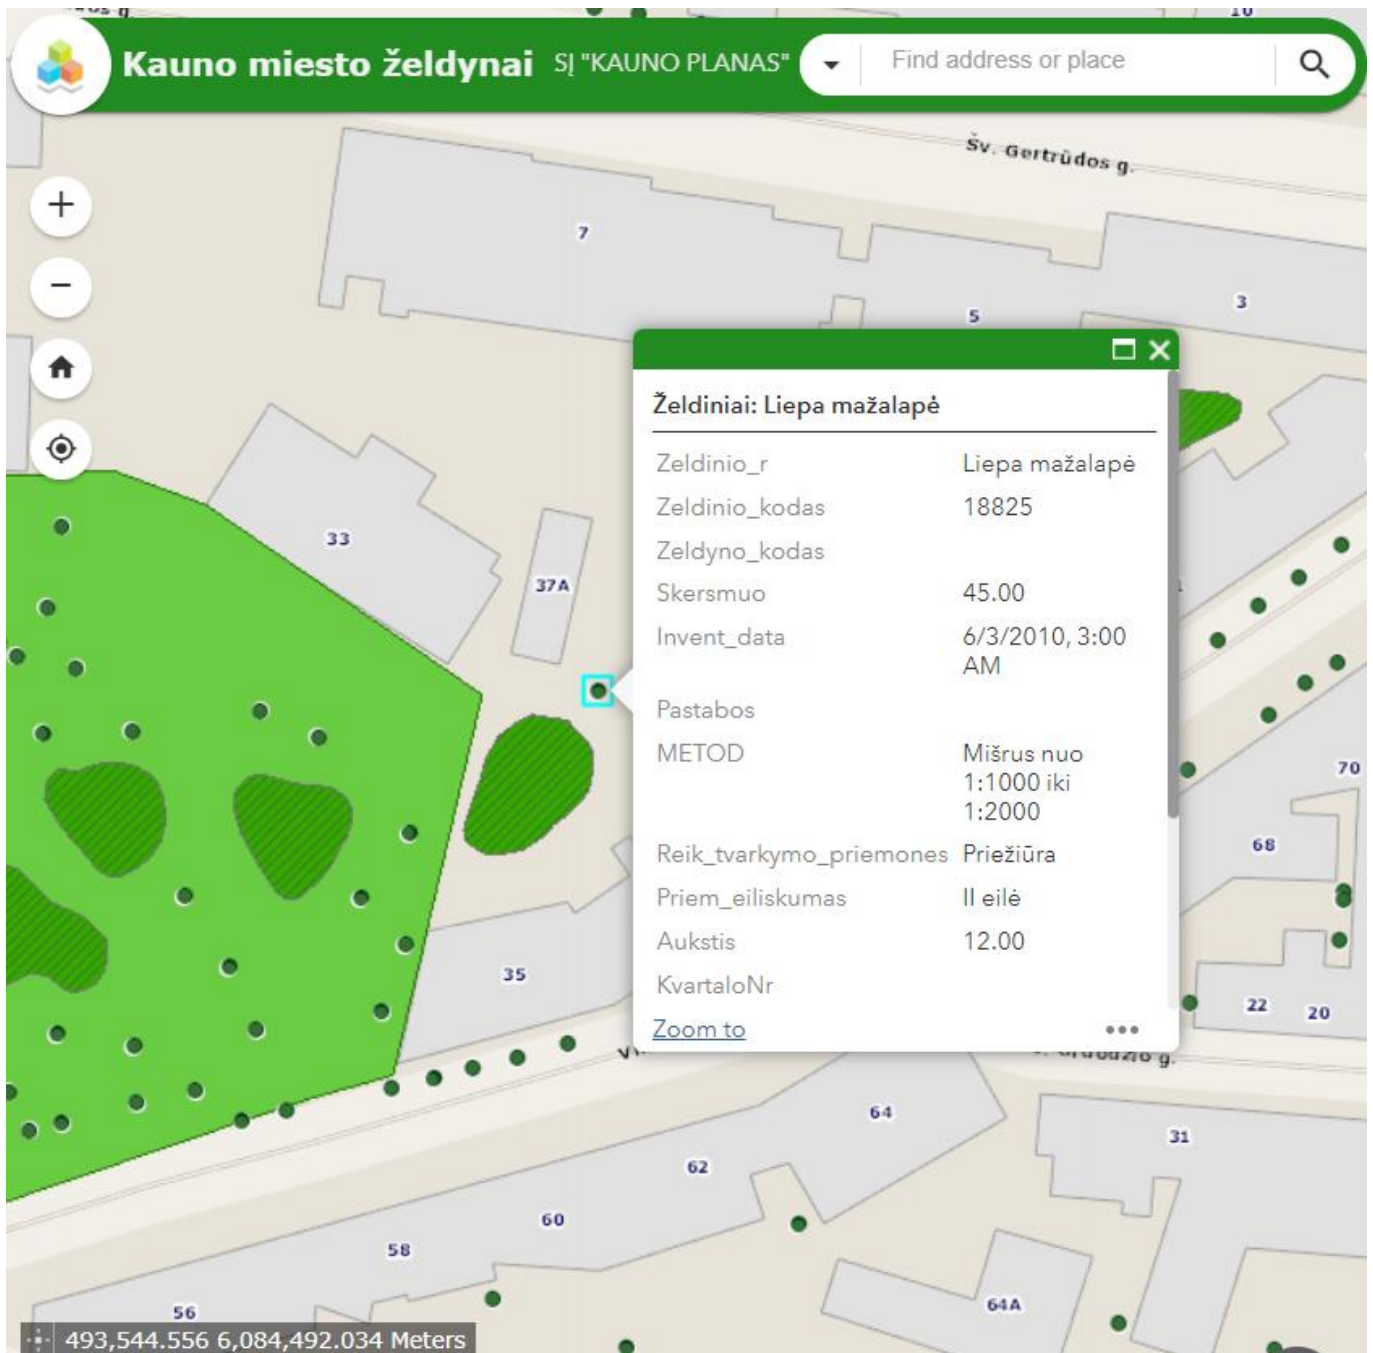 10
Kauno miesto želdynai SĮ "KAUNO PLANAS"
Find address or place
Šv. Gertrūdos g.
7
5
3
Želdiniai: Liepa mažalapė
Zeldinio_r Liepa mažalapė
Zeldinio_kodas 18825
Zeldyno_kodas
Skersmuo 45.00
Invent_data 6/3/2010, 3:00
AM
Pastabos
METOD Mišrus nuo
1:1000 iki
1:2000
Reik_tvarkymo_priemones Priežiūra
Priem_eiliskumas II eilė
Aukstis 12.00
KvartaloNr
Zoom to
33
37A
35
70
68
22
20
64
31
62
60
58
56
64A
493,544.556 6,084,492.034 Meters